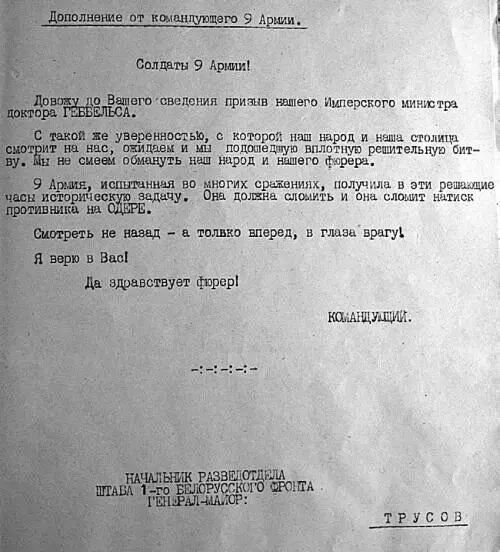 Дополнение от командующего 9 Армии.
Солдаты 9 Армии!
Довожу до Вашего сведения призыв нашего Имперского министра
доктора ГЕББЕЛЬСА.
С такой же уверенностью, с которой наш народ и наша столица
смотрит на нас, ожидаем и мы подошедшую вплотную решительную бит-
ву. Мы не смеем обмануть наш народ и нашего фюрера.
9 Армия, испытанная во многих сражениях, получила в эти решающие
часы историческую задачу. Она должна сломить и она сломит натиск
противника на ОДЕРЕ.
Смотреть не назад - а только вперед, в глаза врагу!
Я верю в Вас!
Да здравствует фюрер!
КОМАНДУЮЩИЙ.
-:-:-:-:-
НАЧАЛЬНИК РАЗВЕДОТДЕЛА
ШТАБА 1-го БЕЛОРУССКОГО ФРОНТА
ГЕНЕРАЛ-МАЙОР:
ТРУСОВ